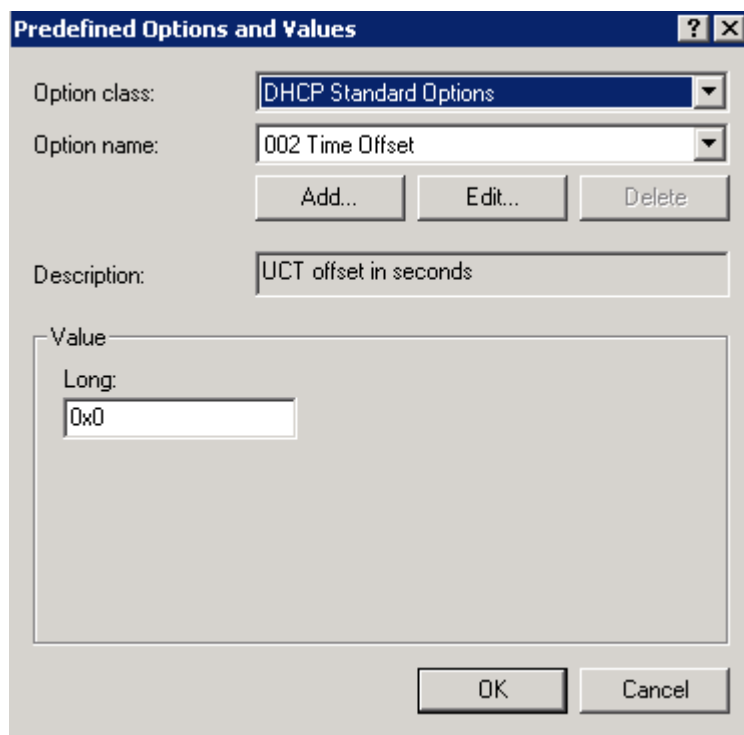 Predefined Options and Values
Option class: DHCP Standard Options
Option name: 002 Time Offset
Add... Edit... Delete
Description: UCT offset in seconds
Value
Long:
0x0
OK Cancel